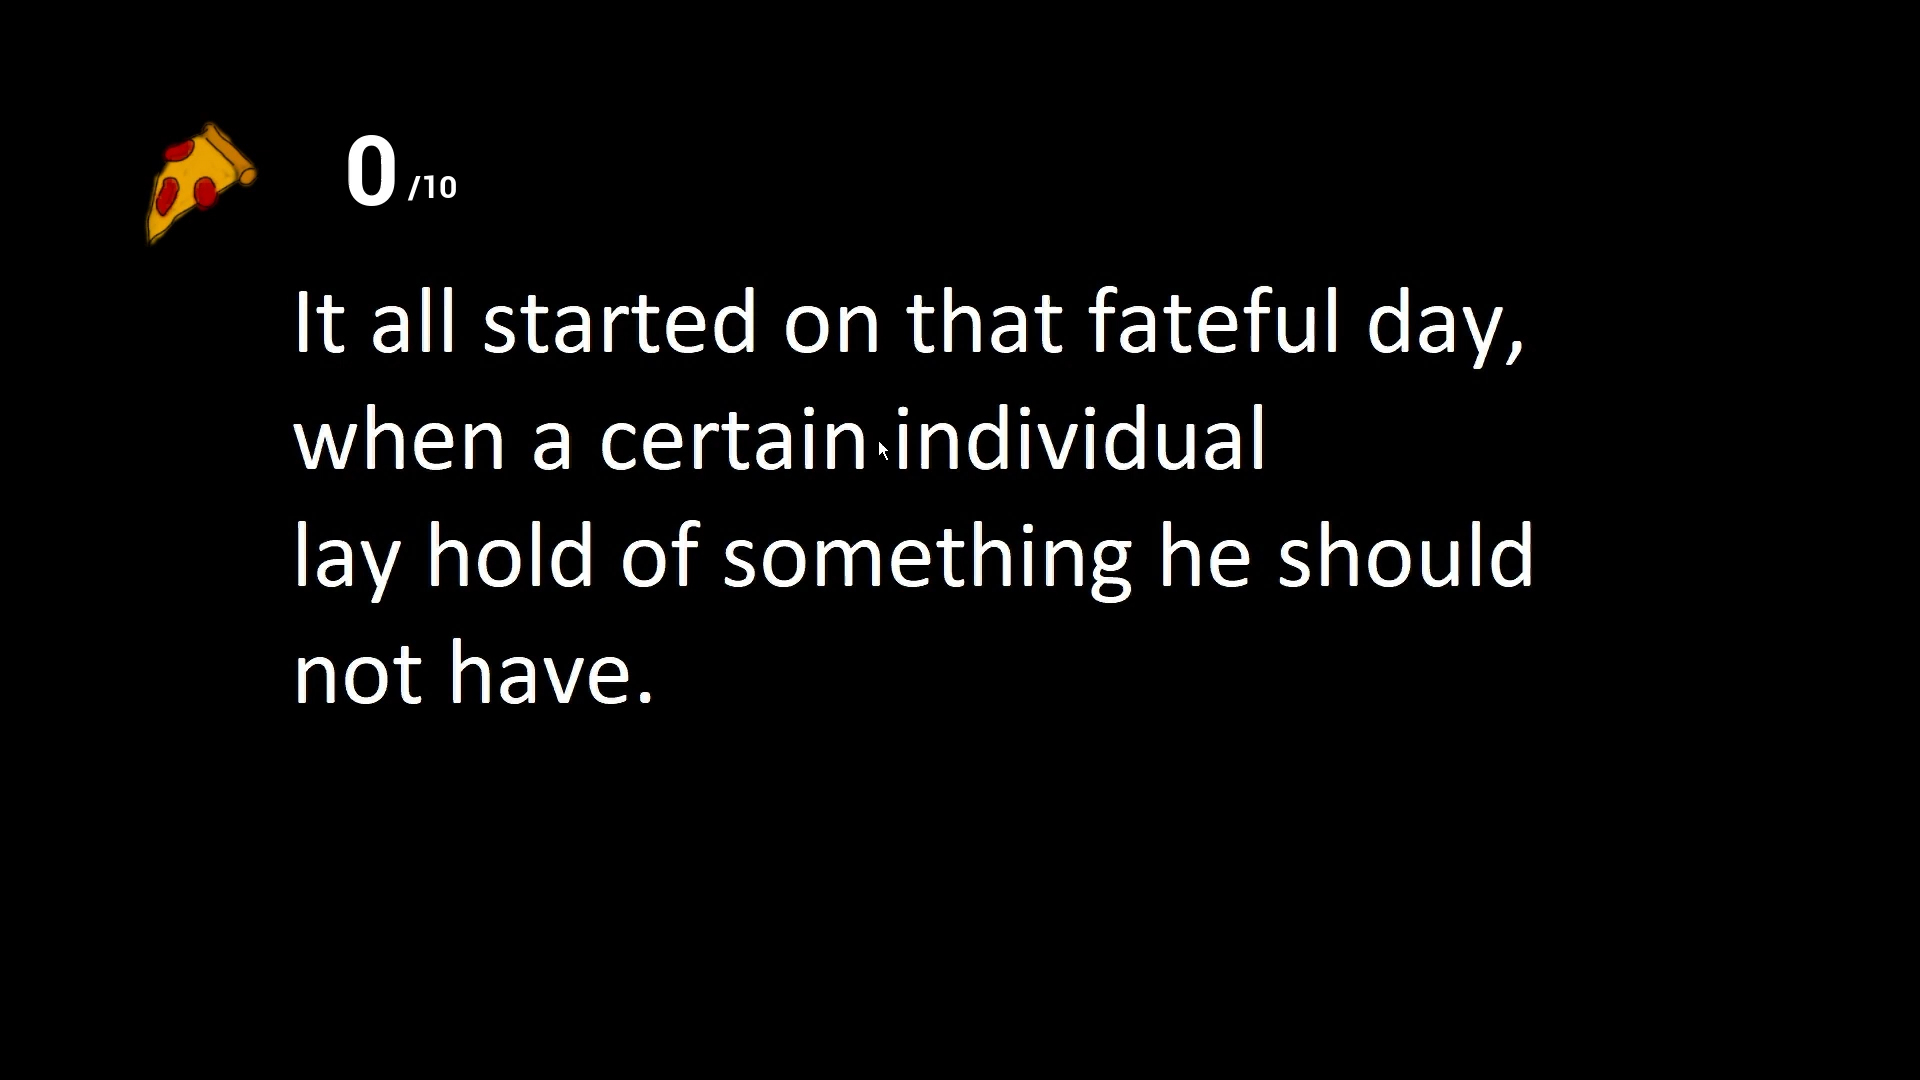 0/10
It all started on that fateful day,
when a certain individual
lay hold of something he should
not have.